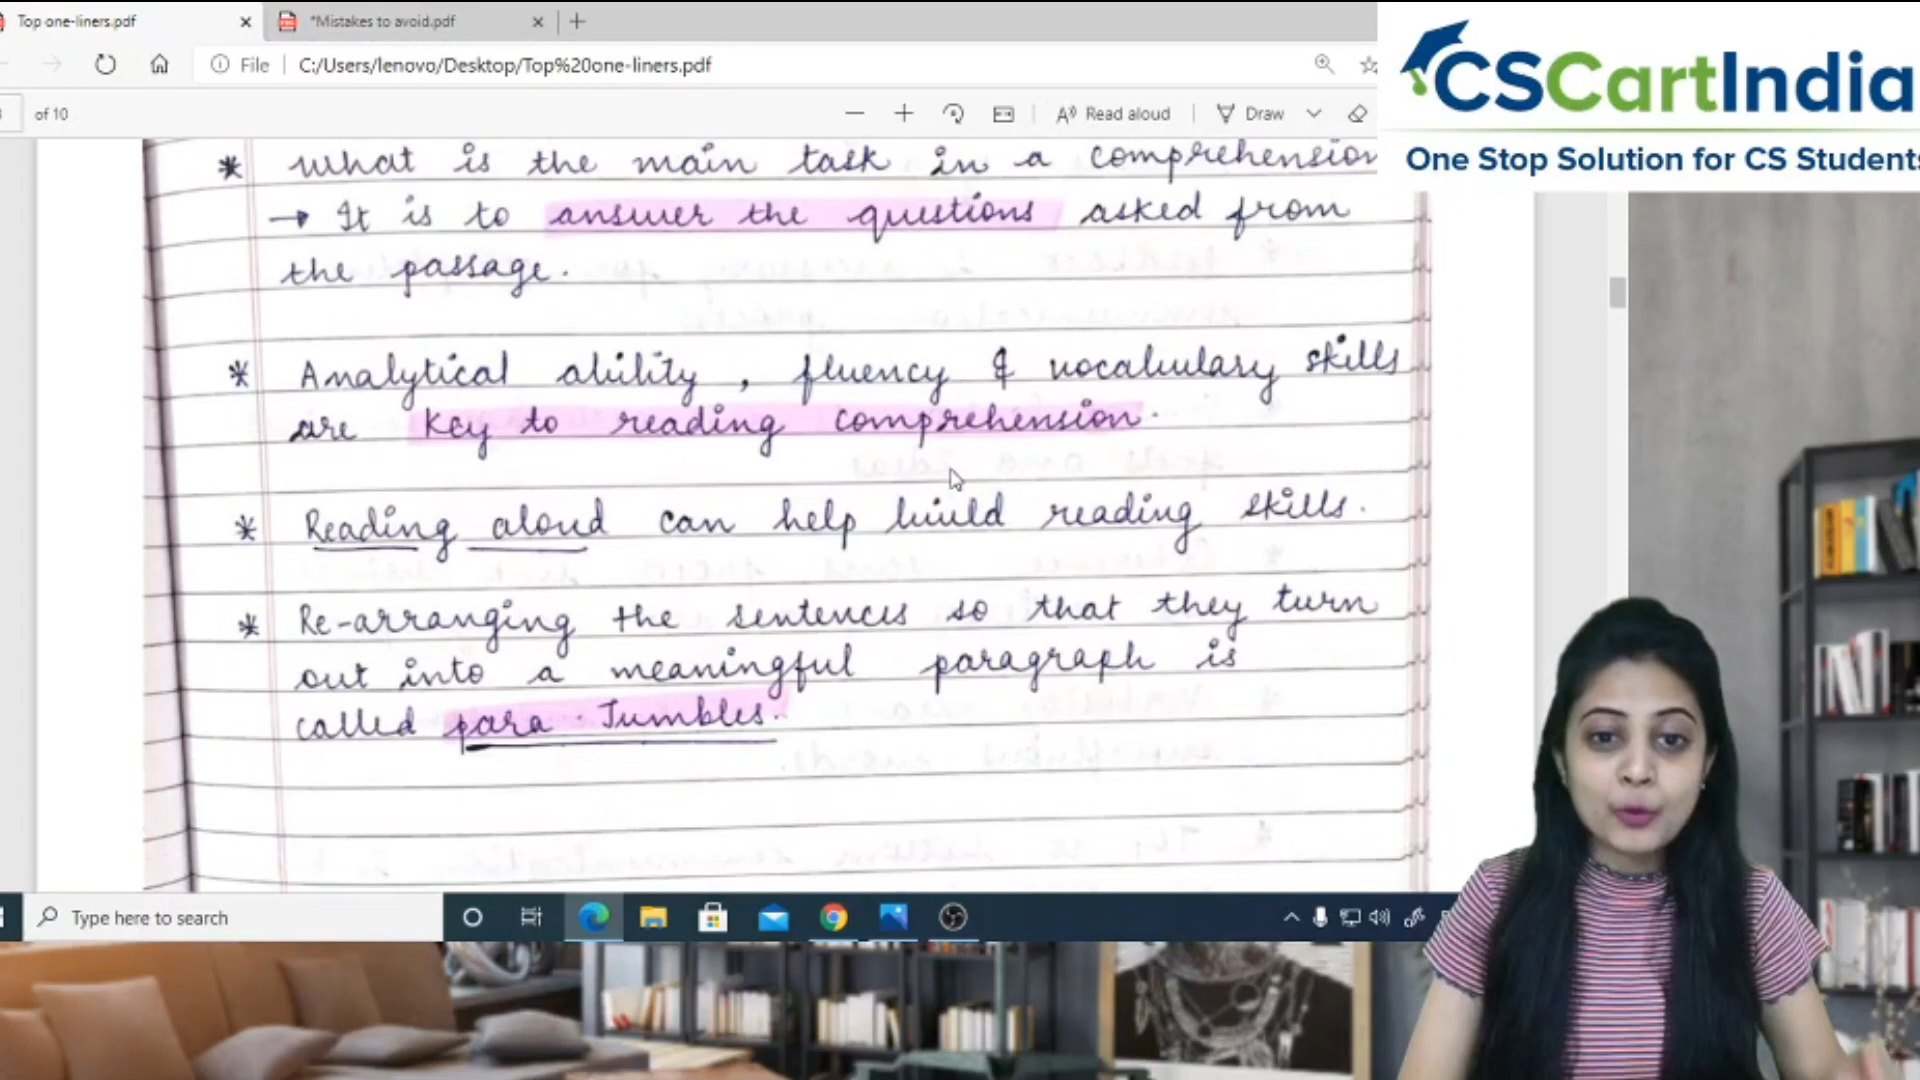 Top one-liners.pdf
*Mistakes to avoid.pdf
File C:/Users/lenovo/Desktop/Top%20one-liners.pdf
of 10
Read aloud
Draw
CSCartIndia
One Stop Solution for CS Students
* What is the main task in a comprehension
→ It is to answer the questions asked from
the passage.
* Analytical ability, fluency & vocabulary skills
are key to reading comprehension.
* Reading aloud can help build reading skills.
* Re-arranging the sentences so that they turn
out into a meaningful paragraph is
called para-Jumbles.
Type here to search